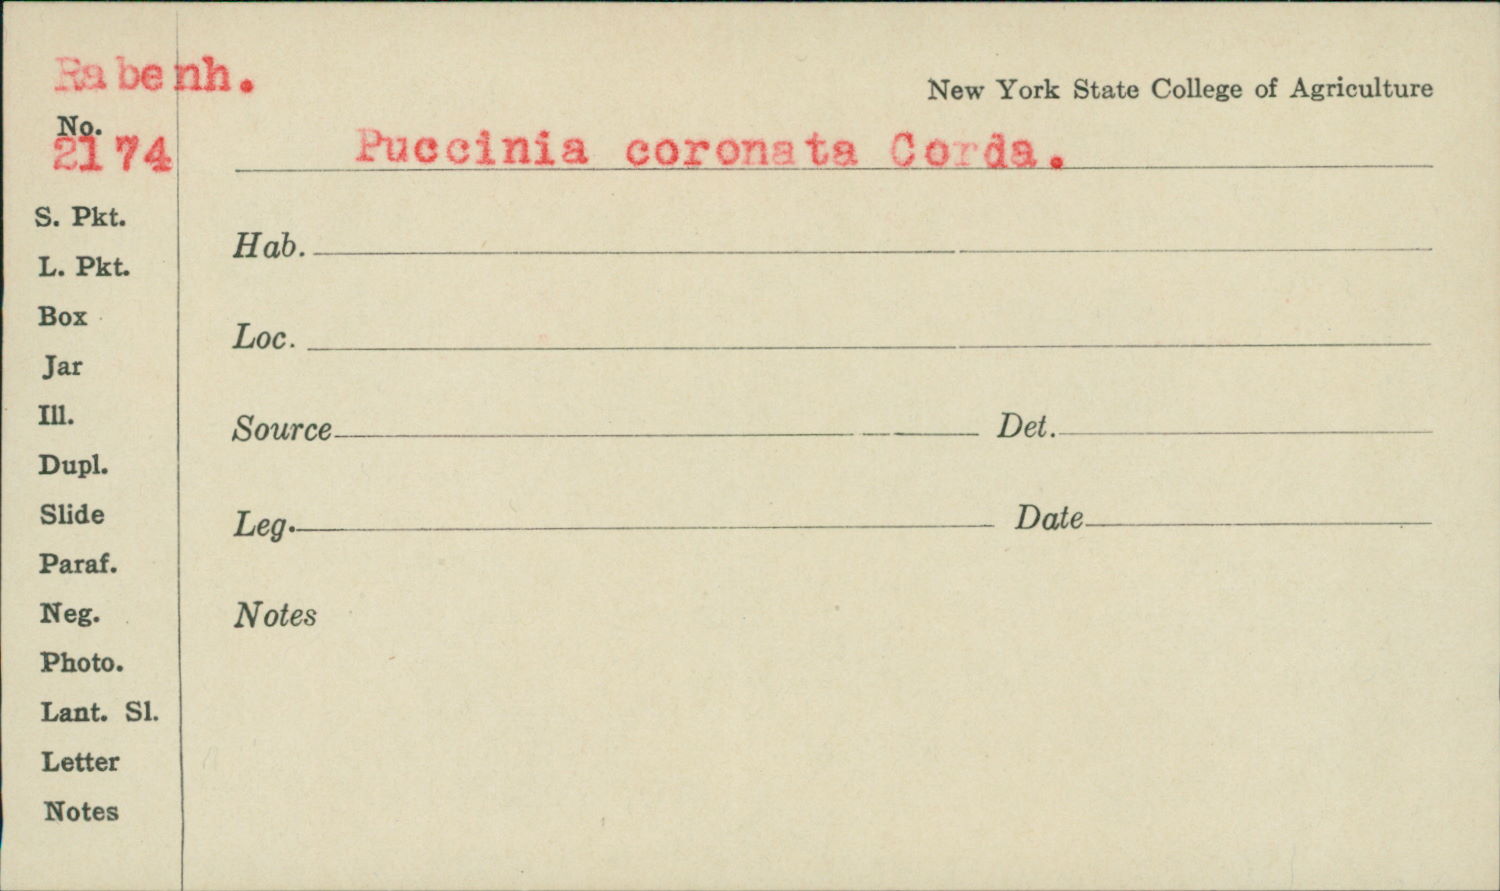 Rabenh.
New York State College of Agriculture
No.
2174
Puccinia coronata Corda.
S. Pkt.
L. Pkt.
Box
Jar
Ill.
Dupl.
Slide
Paraf.
Neg.
Photo.
Lant. Sl.
Letter
Notes
Hab.
Loc.
Source Det.
Leg. Date
Notes